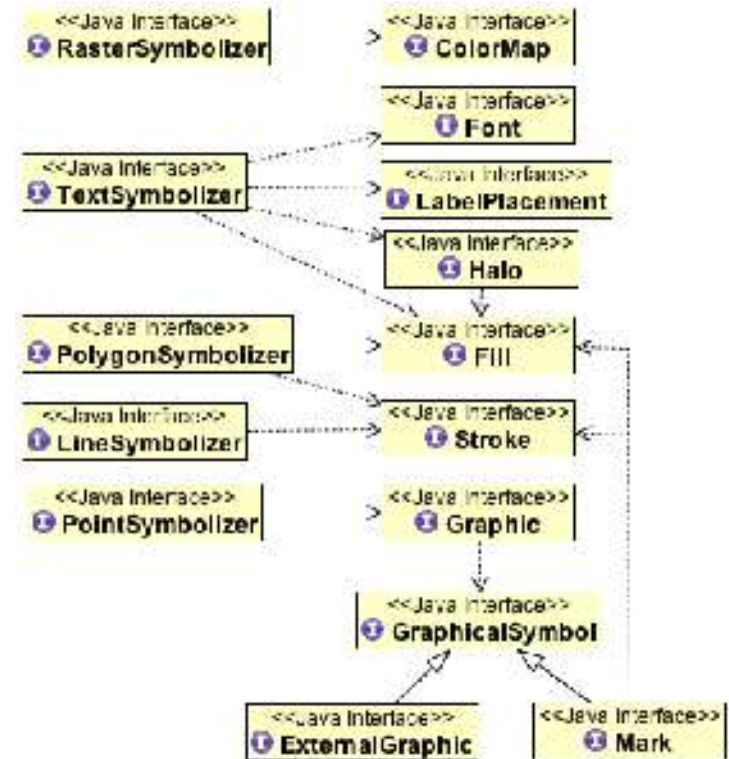 <<Java Interface>>
RasterSymbolizer
<<Java Interface>>
ColorMap
<<Java Interface>>
Font
<<Java Interface>>
TextSymbolizer
<<Java Interface>>
LabelPlacement
<<Java Interface>>
Halo
<<Java Interface>>
PolygonSymbolizer
<<Java Interface>>
Fill
<<Java Interface>>
LineSymbolizer
<<Java Interface>>
Stroke
<<Java Interface>>
PointSymbolizer
<<Java Interface>>
Graphic
<<Java Interface>>
GraphicalSymbol
<<Java Interface>>
ExternalGraphic
<<Java Interface>>
Mark